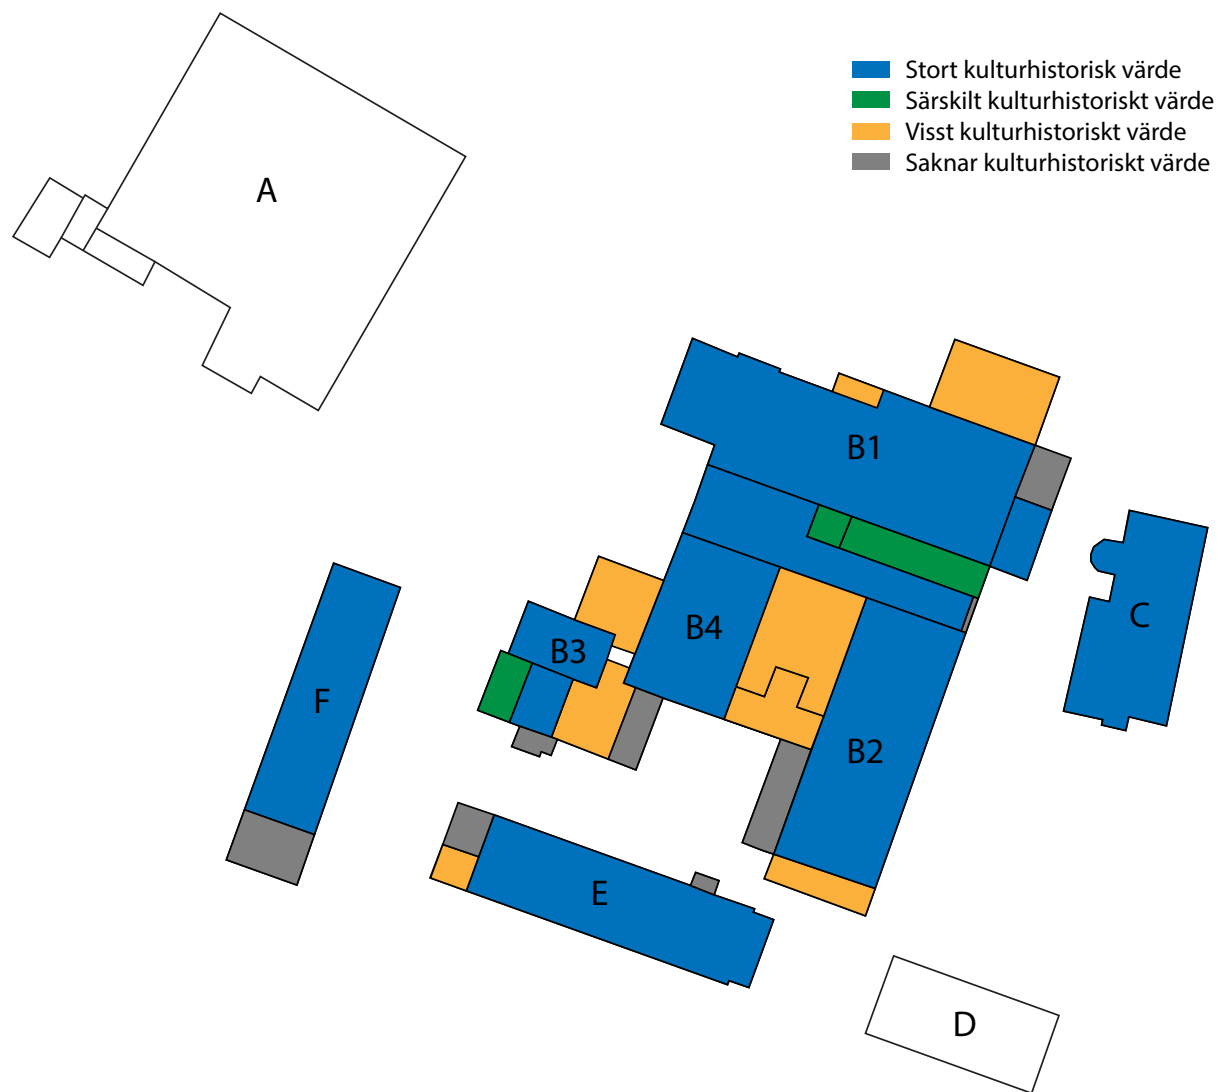 Stort kulturhistorisk värde
Särskilt kulturhistoriskt värde
Visst kulturhistoriskt värde
Saknar kulturhistoriskt värde
A
B1
C
B4
B3
F
B2
E
D